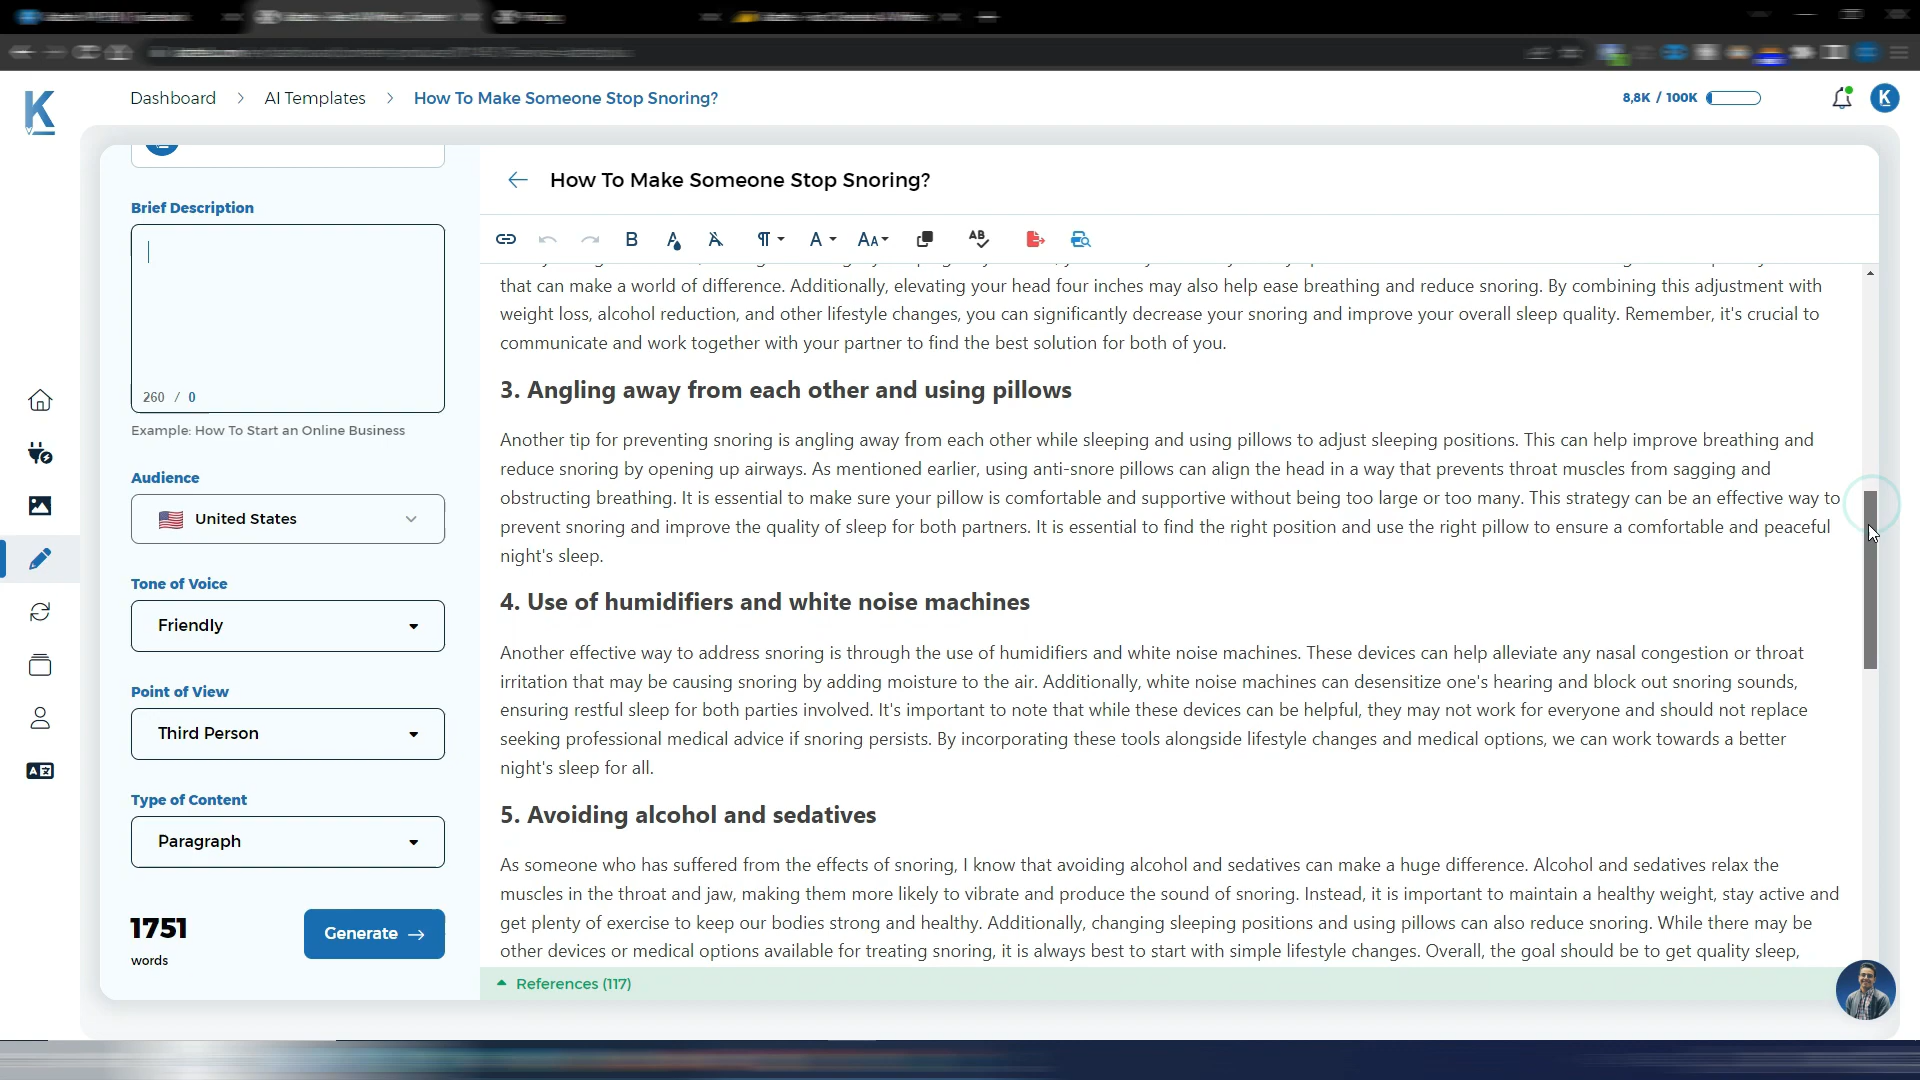 Dashboard > AI Templates > How To Make Someone Stop Snoring?
8,8K / 100K
K
K
How To Make Someone Stop Snoring?
Brief Description
260 / 0
Example: How To Start an Online Business
Audience
United States
Tone of Voice
Friendly
Point of View
Third Person
Type of Content
Paragraph
1751
words
Generate →
that can make a world of difference. Additionally, elevating your head four inches may also help ease breathing and reduce snoring. By combining this adjustment with
weight loss, alcohol reduction, and other lifestyle changes, you can significantly decrease your snoring and improve your overall sleep quality. Remember, it's crucial to
communicate and work together with your partner to find the best solution for both of you.
3. Angling away from each other and using pillows
Another tip for preventing snoring is angling away from each other while sleeping and using pillows to adjust sleeping positions. This can help improve breathing and
reduce snoring by opening up airways. As mentioned earlier, using anti-snore pillows can align the head in a way that prevents throat muscles from sagging and
obstructing breathing. It is essential to make sure your pillow is comfortable and supportive without being too large or too many. This strategy can be an effective way to
prevent snoring and improve the quality of sleep for both partners. It is essential to find the right position and use the right pillow to ensure a comfortable and peaceful
night's sleep.
4. Use of humidifiers and white noise machines
Another effective way to address snoring is through the use of humidifiers and white noise machines. These devices can help alleviate any nasal congestion or throat
irritation that may be causing snoring by adding moisture to the air. Additionally, white noise machines can desensitize one's hearing and block out snoring sounds,
ensuring restful sleep for both parties involved. It's important to note that while these devices can be helpful, they may not work for everyone and should not replace
seeking professional medical advice if snoring persists. By incorporating these tools alongside lifestyle changes and medical options, we can work towards a better
night's sleep for all.
5. Avoiding alcohol and sedatives
As someone who has suffered from the effects of snoring, I know that avoiding alcohol and sedatives can make a huge difference. Alcohol and sedatives relax the
muscles in the throat and jaw, making them more likely to vibrate and produce the sound of snoring. Instead, it is important to maintain a healthy weight, stay active and
get plenty of exercise to keep our bodies strong and healthy. Additionally, changing sleeping positions and using pillows can also reduce snoring. While there may be
other devices or medical options available for treating snoring, it is always best to start with simple lifestyle changes. Overall, the goal should be to get quality sleep,
References (117)